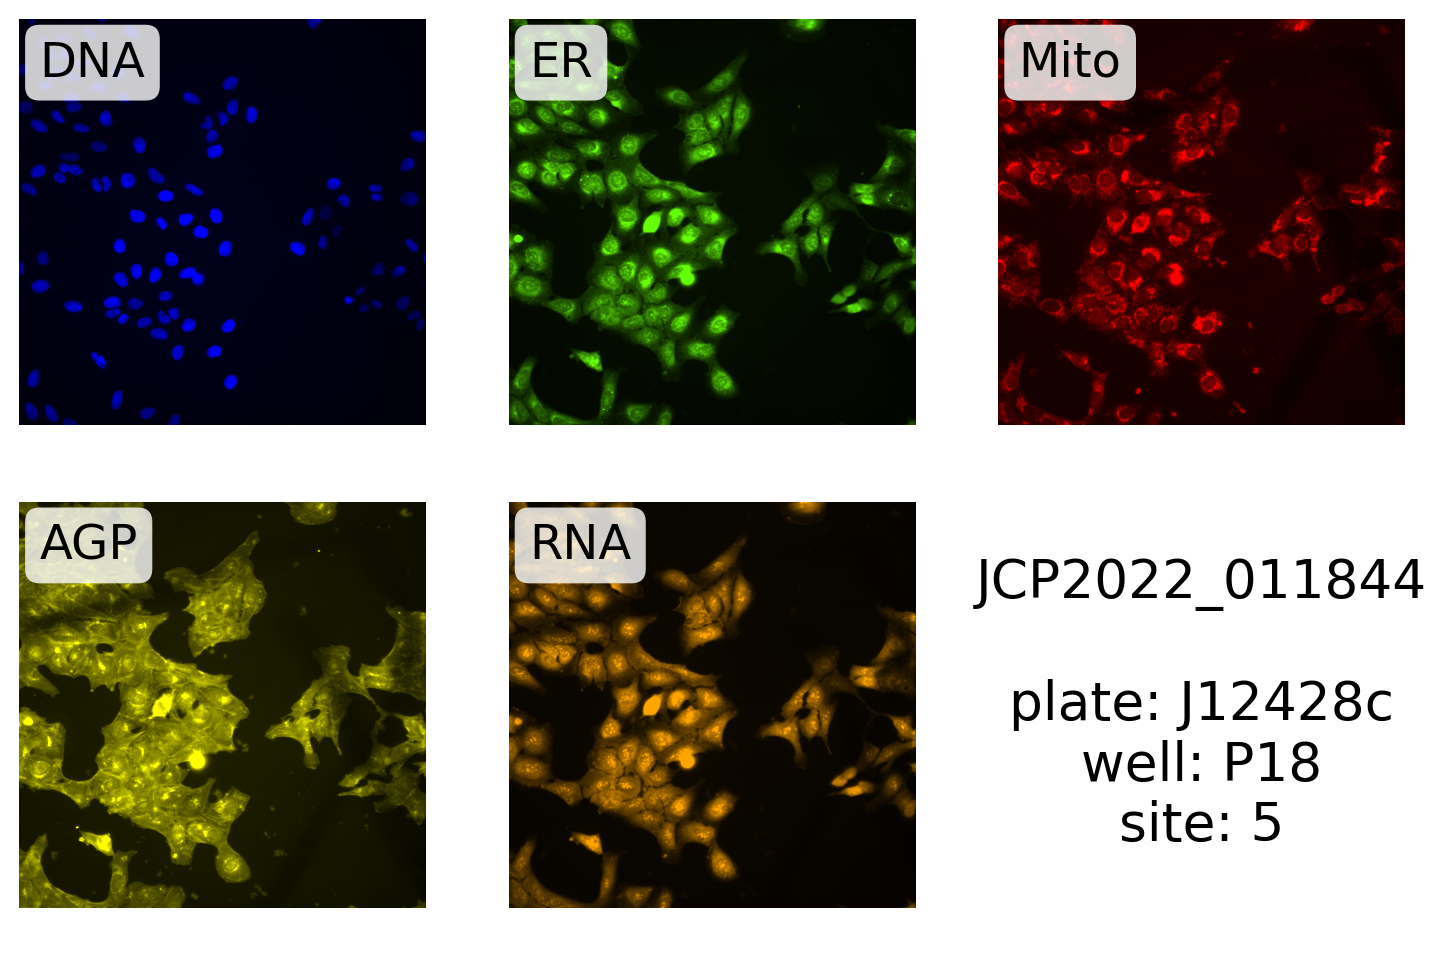 DNA
ER
Mito
AGP
RNA
JCP2022_011844
plate: J12428c
well: P18
site: 5